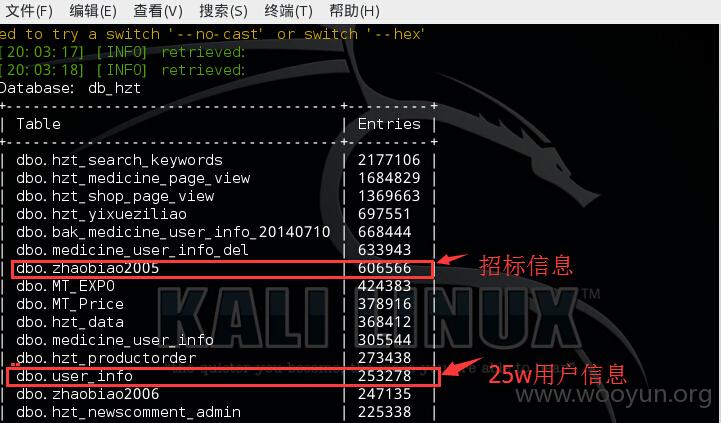 文件(F) 编辑(E) 查看(V) 搜索(S) 终端(T) 帮助(H)
ed to try a switch '--no-cast' or switch '--hex'
[20:03:17] [INFO] retrieved:
[20:03:18] [INFO] retrieved:
Database: db_hzt
| Table | Entries |
| dbo.hzt_search_keywords | 2177106 |
| dbo.hzt_medicine_page_view | 1684829 |
| dbo.hzt_shop_page_view | 1369663 |
| dbo.hzt_yixueziliao | 697551 |
| dbo.bak_medicine_user_info_20140710 | 668444 |
| dbo.medicine_user_info_del | 633943 |
| dbo.zhaobiao2005 | 606566 | 招标信息
| dbo.MT_EXPO | 424383 |
| dbo.MT_Price | 378916 |
| dbo.hzt_data | 368412 |
| dbo.medicine_user_info | 305544 |
| dbo.hzt_productorder | 273438 |
| dbo.user_info | 253278 | 25w用户信息
| dbo.zhaobiao2006 | 247135 |
| dbo.hzt_newscomment_admin | 225338 |
KALI LINUX™
www.wooyun.org